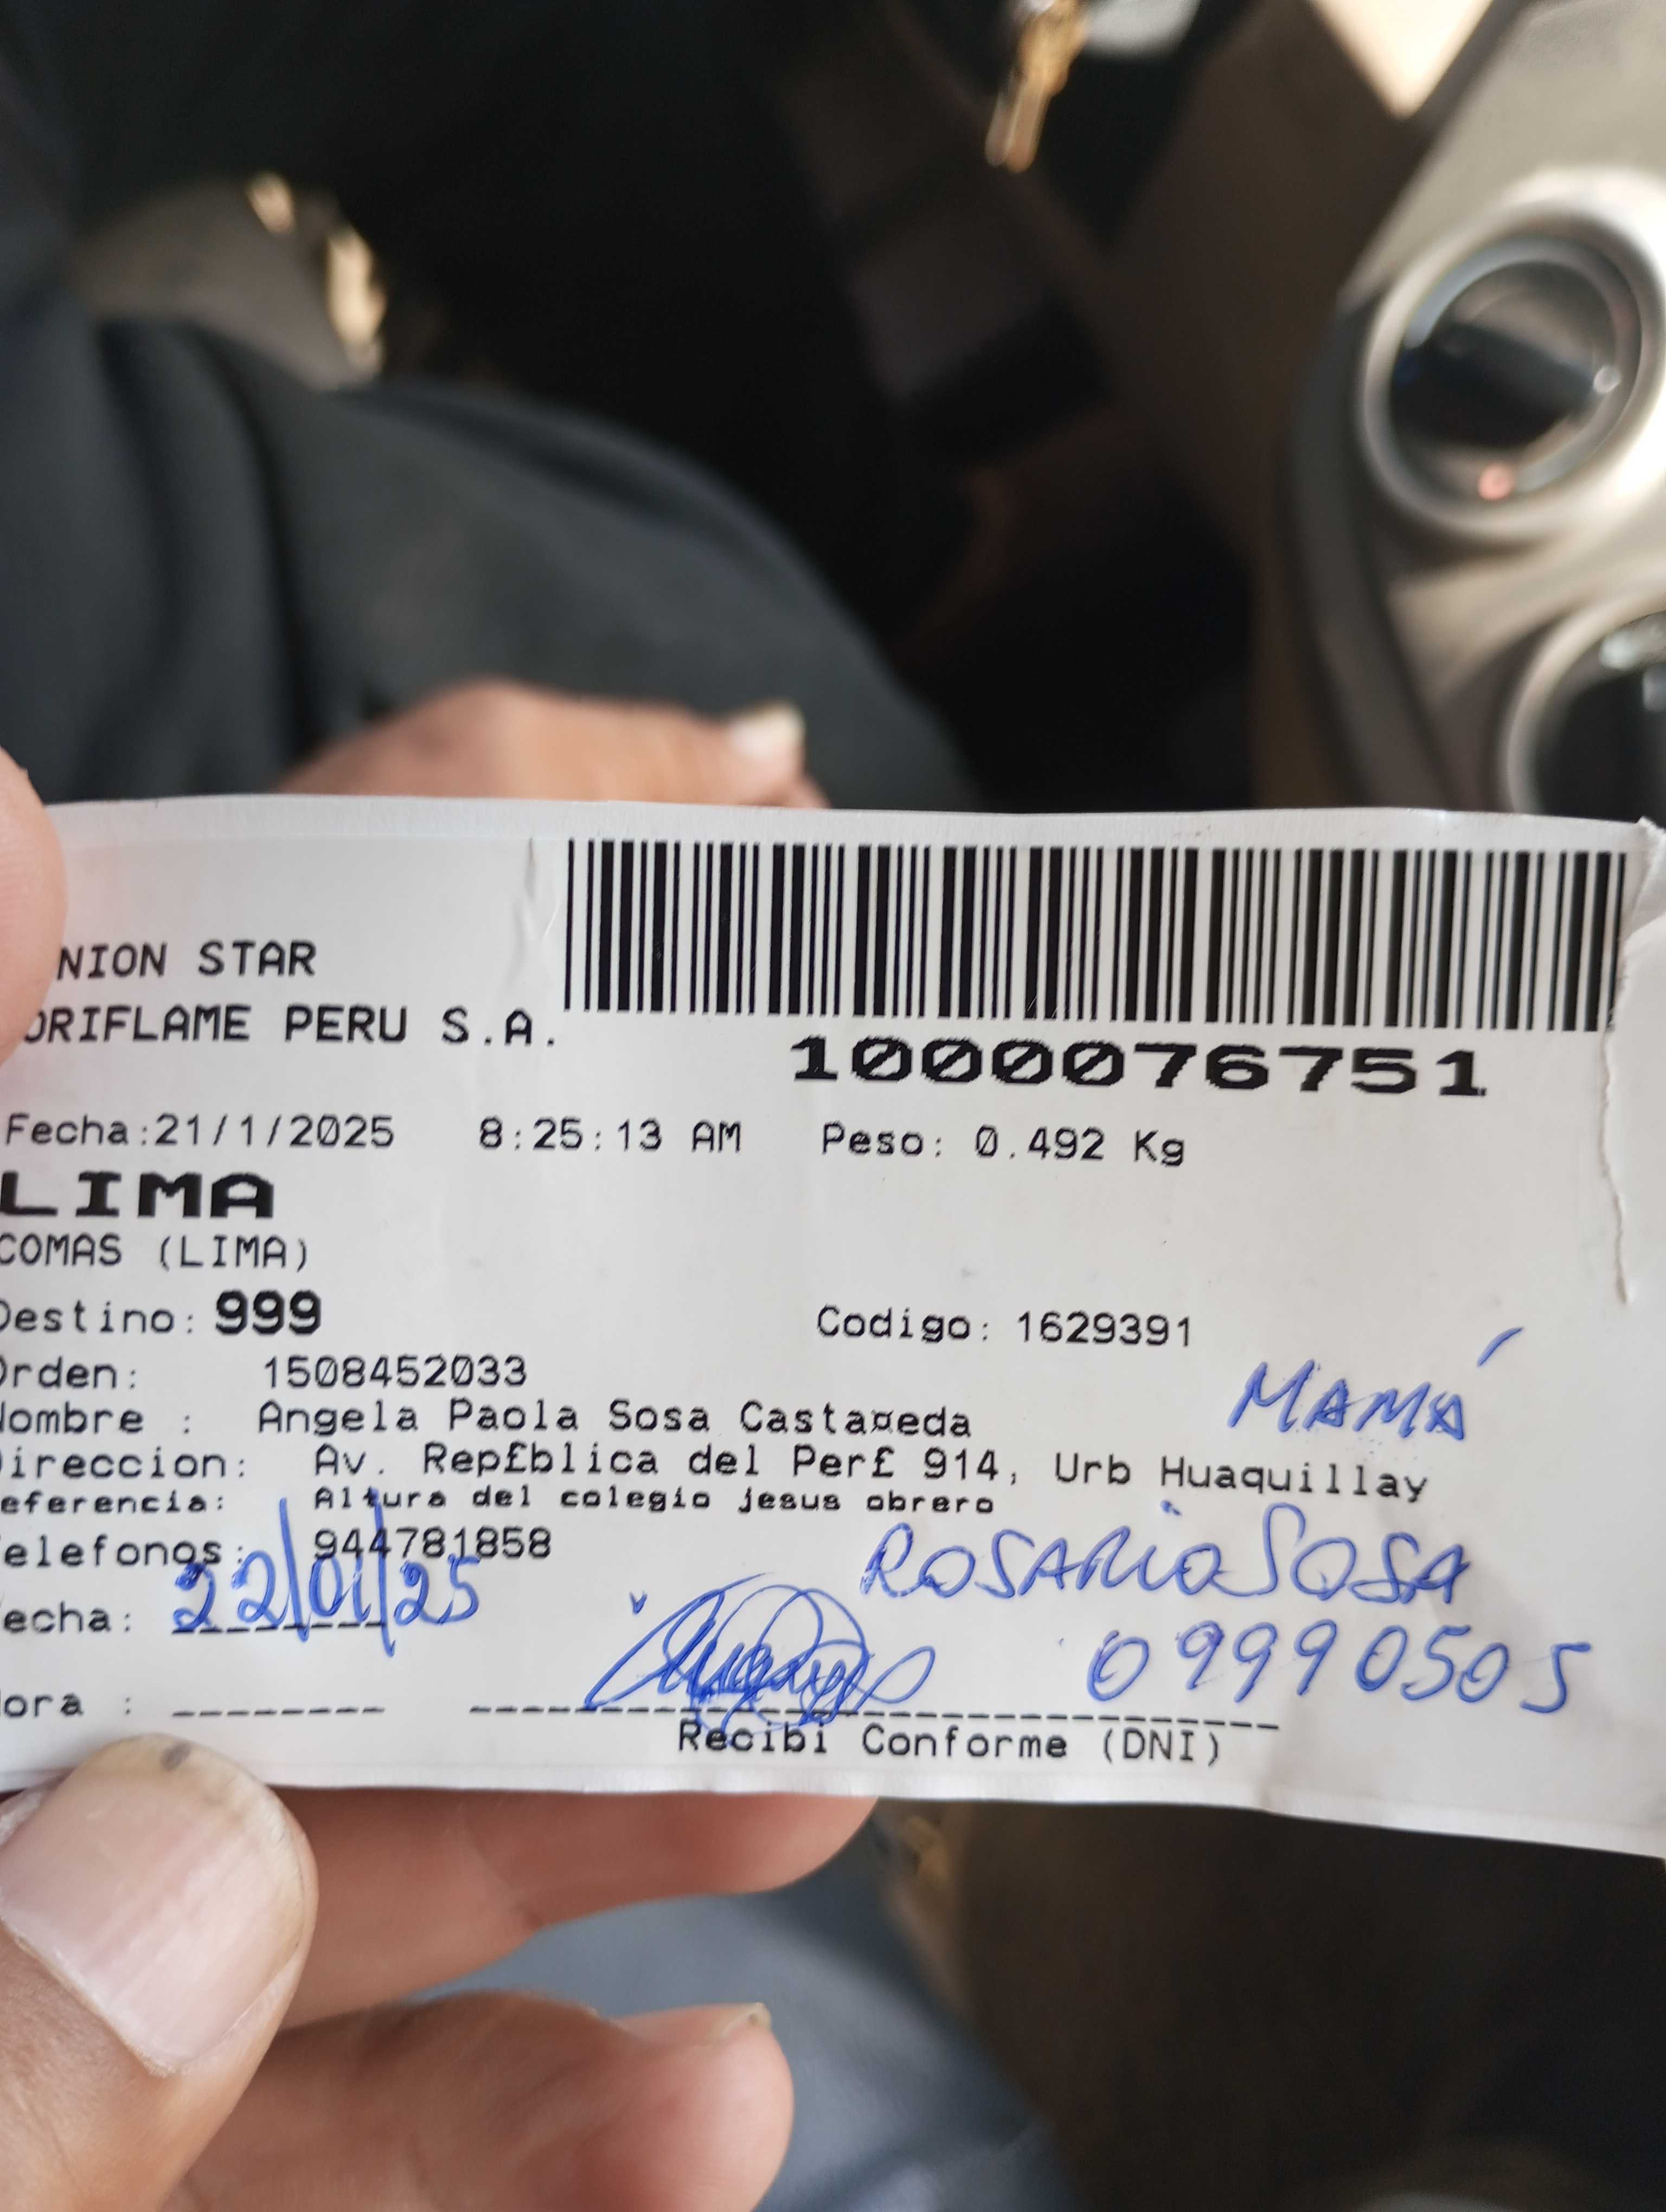 NION STAR
ORIFLAME PERU S.A.
1000076751
Fecha:21/1/2025 8:25:13 AM Peso: 0.492 Kg
LIMA
COMAS (LIMA)
Destino: 999 Codigo: 1629391
Orden: 1508452033
MAMÁ
Nombre : Angela Paola Sosa Casta¤eda
Direccion: Av. Rep£blica del Per£ 914, Urb Huaquillay
eferencia: Altura del colegio jesus obrero
Telefonos: 944781858
ROSARIO SOSA
echa: 22/01/25
09990505
ora :
Recibi Conforme (DNI)